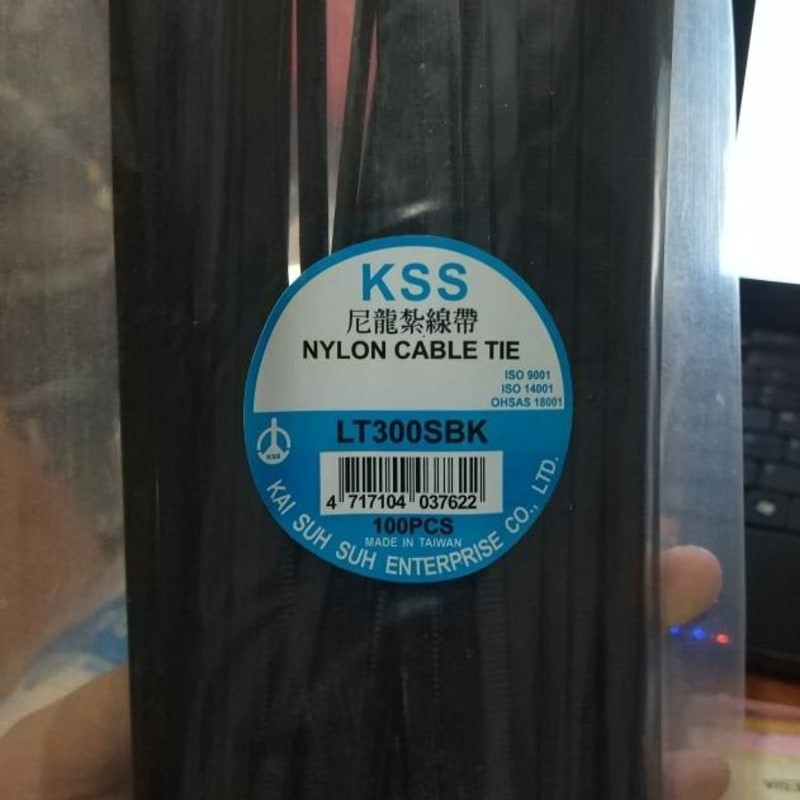 KSS
尼龍紮線帶
NYLON CABLE TIE
ISO 9001
ISO 14001
OHSAS 18001
LT300SBK
KSS
4 717104 037622
100PCS
MADE IN TAIWAN
KAI SUH SUH ENTERPRISE CO., LTD.